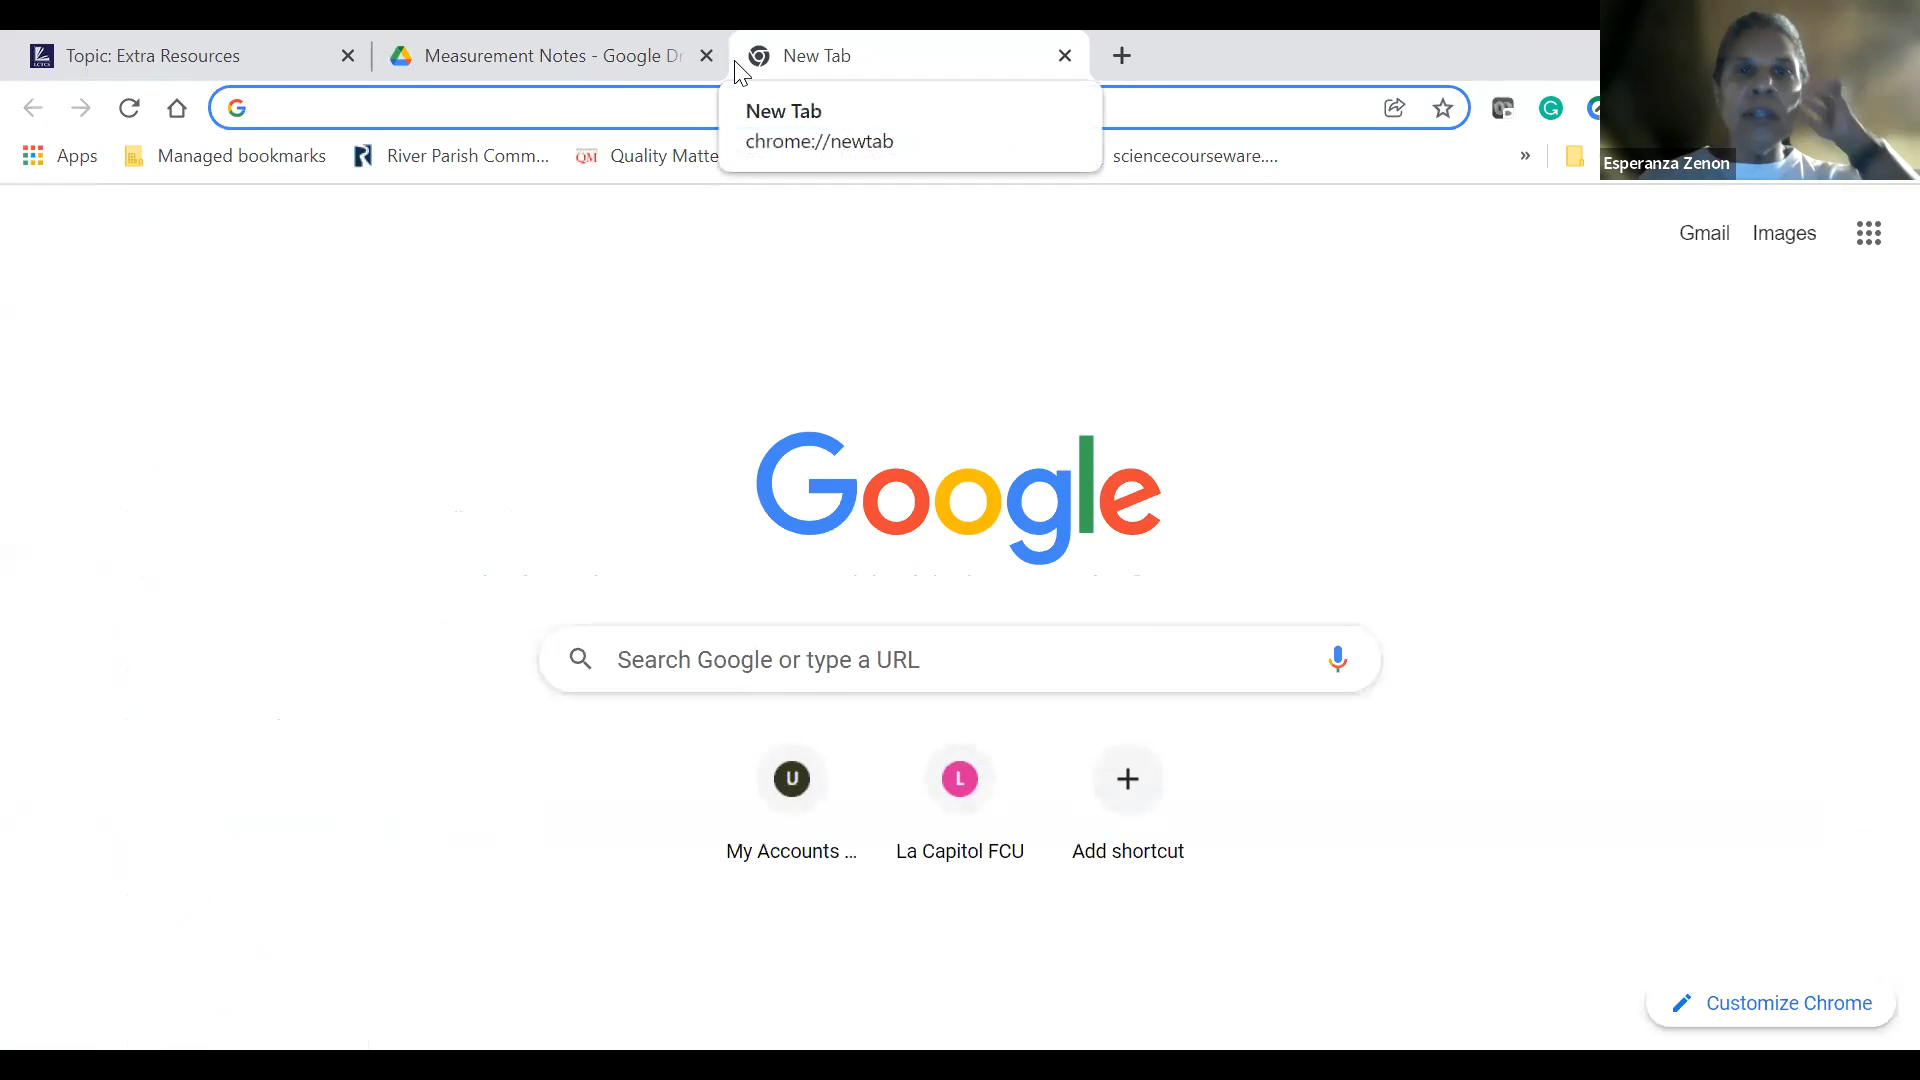 LCTCS
Topic: Extra Resources
Measurement Notes - Google Dr
New Tab
New Tab
chrome://newtab
Apps
Managed bookmarks
River Parish Comm...
QM
Quality Matte
sciencecourseware....
»
Esperanza Zenon
Gmail
Images
Google
Search Google or type a URL
U
L
My Accounts ...
La Capitol FCU
Add shortcut
Customize Chrome